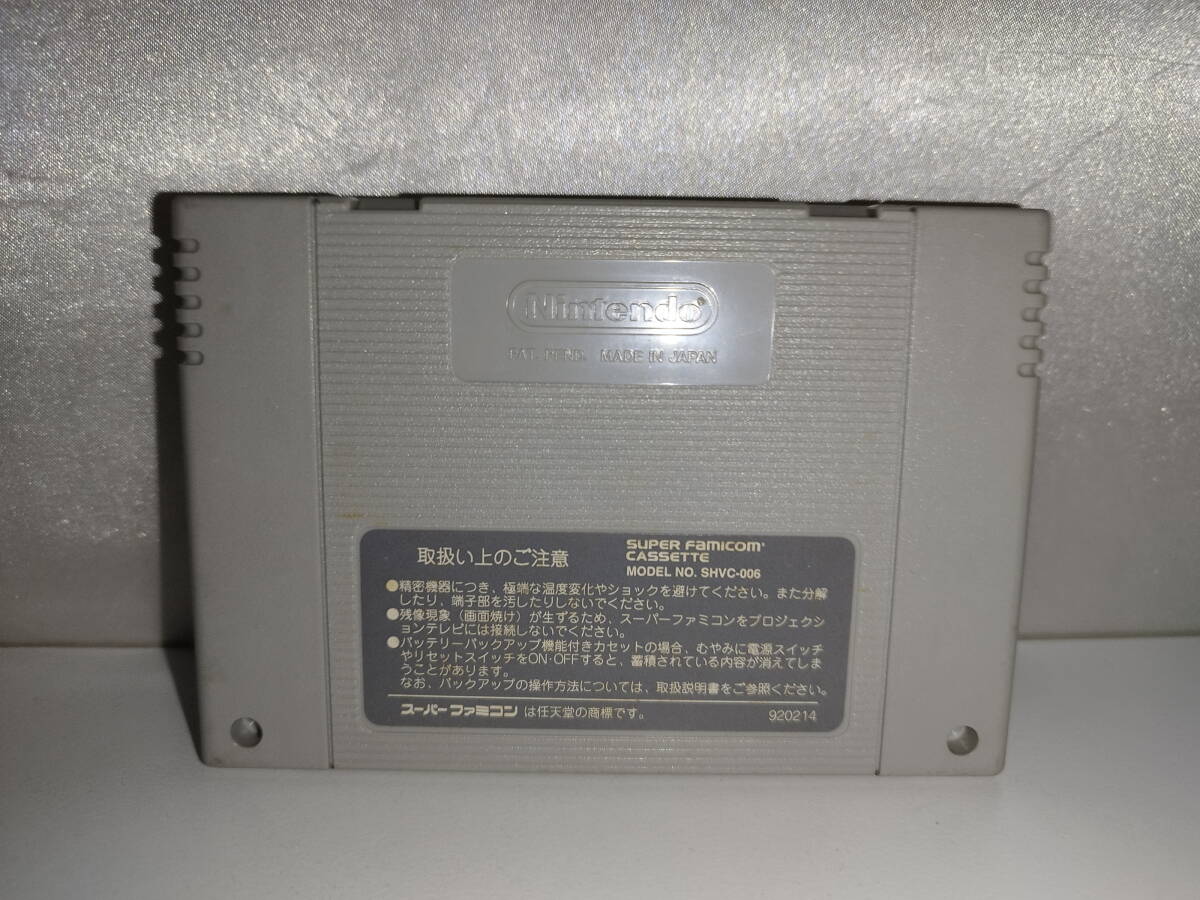 Nintendo®
PAT. PEND. MADE IN JAPAN
取扱い上のご注意
SUPER FAMICOM
CASSETTE
MODEL NO. SHVC-006
●精密機器につき、極端な温度変化やショックを避けてください。また分解
したり、端子部を汚したりしないでください。
●残像現象（画面焼け）が生ずるため、スーパーファミコンをプロジェクシ
ョンテレビには接続しないでください。
●バッテリーバックアップ機能付きカセットの場合、むやみに電源スイッチ
やリセットスイッチをON・OFFすると、蓄積されている内容が消えてしま
うことがあります。
なお、バックアップの操作方法については、取扱説明書をご参照ください。
スーパーファミコンは任天堂の商標です。
920214